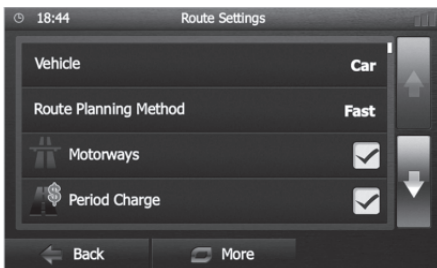 18:44 Route Settings
Vehicle Car
Route Planning Method Fast
Motorways
Period Charge
Back More